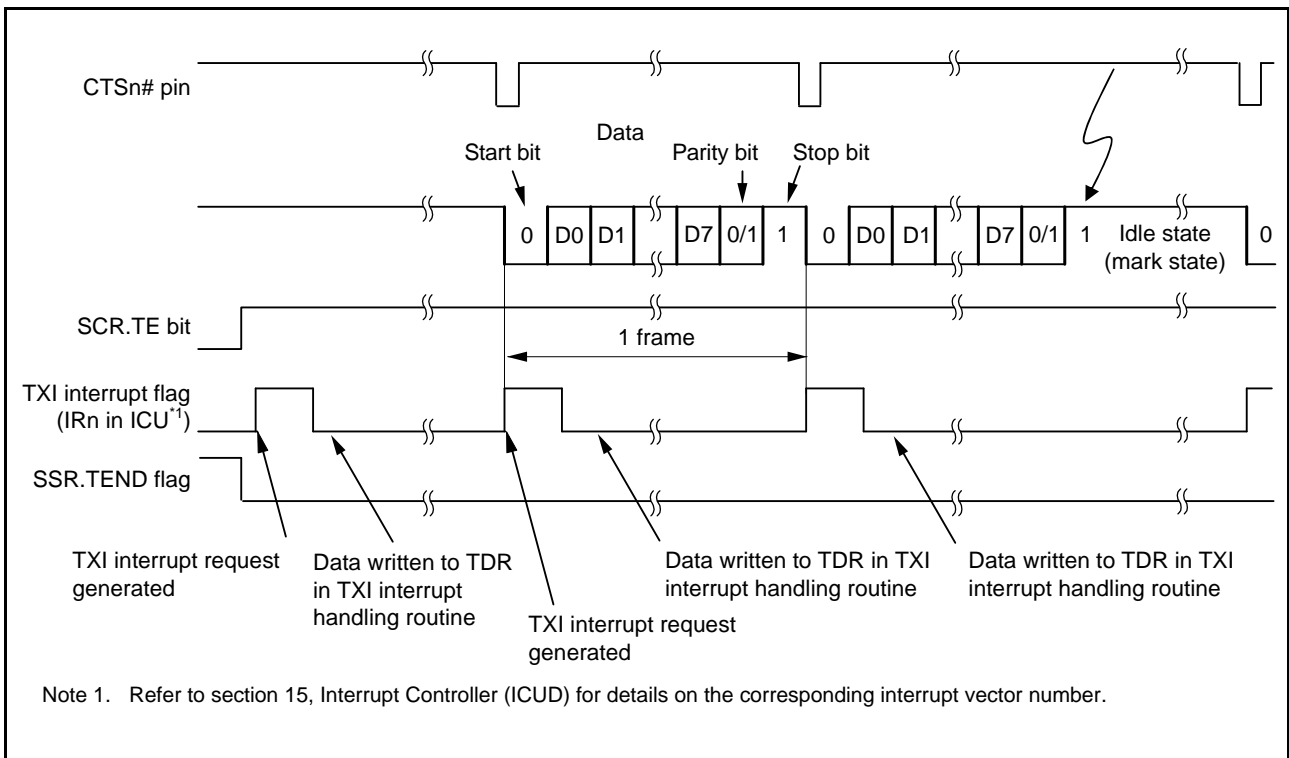 CTSn# pin
Data
Start bit
Parity bit
Stop bit
0 D0 D1 D7 0/1 1 0 D0 D1 D7 0/1 1 Idle state 0
(mark state)
SCR.TE bit
1 frame
TXI interrupt flag
(IRn in ICU*1)
SSR.TEND flag
TXI interrupt request
generated
Data written to TDR
in TXI interrupt
handling routine
TXI interrupt request
generated
Data written to TDR in TXI
interrupt handling routine
Data written to TDR in TXI
interrupt handling routine
Note 1. Refer to section 15, Interrupt Controller (ICUD) for details on the corresponding interrupt vector number.